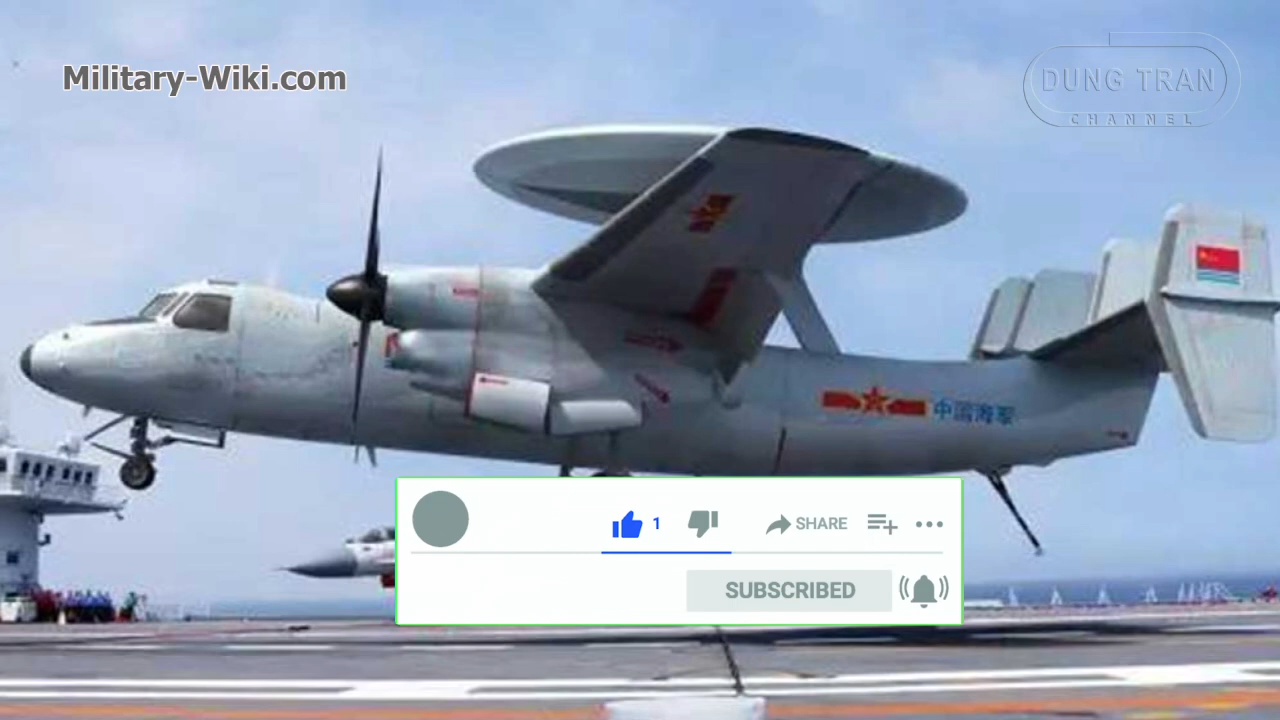 Military-Wiki.com
DUNG TRAN
CHANNEL
中国海军
1
SHARE
SUBSCRIBED